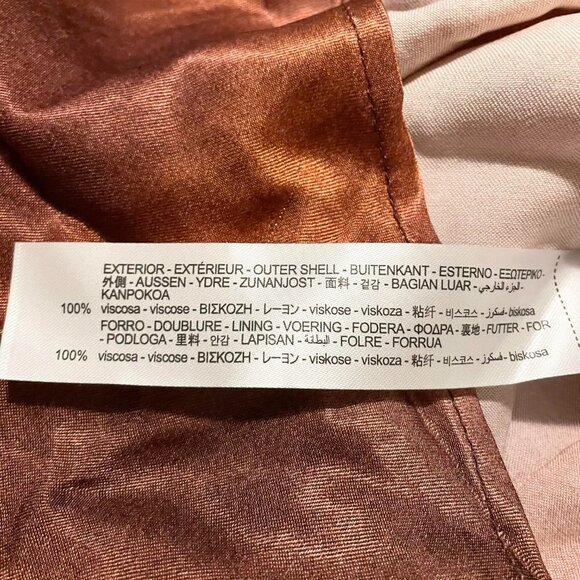 EXTERIOR - EXTÉRIEUR - OUTER SHELL - BUITENKANT - ESTERNO - ΕΞΩΤΕΡΙΚΟ-
外側 - AUSSEN - YDRE - ZUNANJOST - 面料 - 겉감 - BAGIAN LUAR - الجزء الخارجي -
KANPOKOA
100% viscosa - viscose - ΒΙΣΚΟΖΗ - レーヨン - viskose - viskoza - 粘纤 - 비스코스 - فسكوز - biskosa
FORRO - DOUBLURE - LINING - VOERING - FODERA - ΦΟΔΡΑ - 裏地 - FUTTER - FOR
- PODLOGA - 里料 - 안감 - LAPISAN - البطانة - FOLRE - FORRUA
100% viscosa - viscose - ΒΙΣΚΟΖΗ - レーヨン - viskose - viskoza - 粘纤 - 비스코스 - فسكوز - biskosa